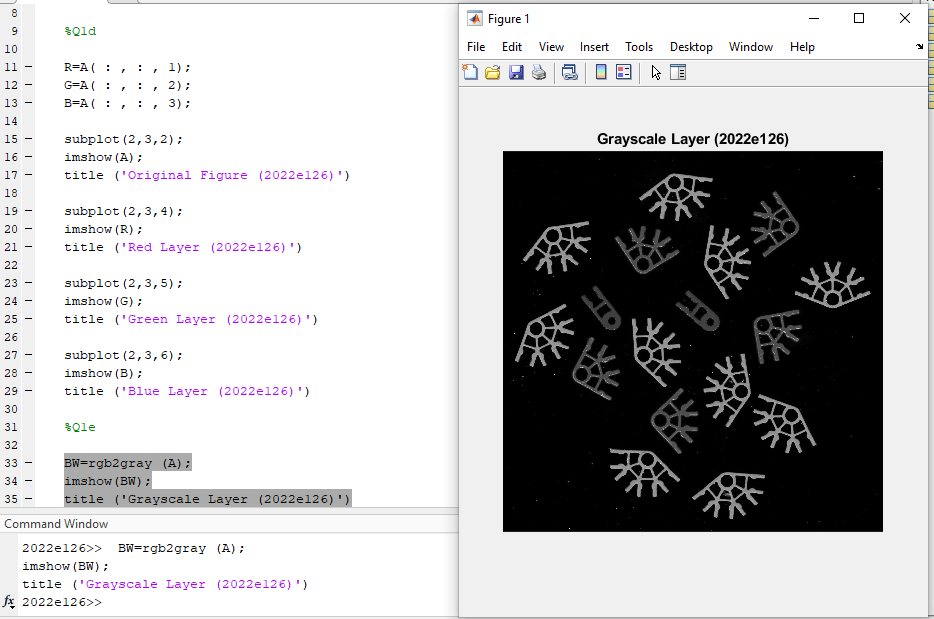 8
9 %Q1d
10
11 – R=A( : , : , 1);
12 – G=A( : , : , 2);
13 – B=A( : , : , 3);
14
15 – subplot(2,3,2);
16 – imshow(A);
17 – title ('Original Figure (2022e126)')
18
19 – subplot(2,3,4);
20 – imshow(R);
21 – title ('Red Layer (2022e126)')
22
23 – subplot(2,3,5);
24 – imshow(G);
25 – title ('Green Layer (2022e126)')
26
27 – subplot(2,3,6);
28 – imshow(B);
29 – title ('Blue Layer (2022e126)')
30
31 %Q1e
32
33 – BW=rgb2gray (A);
34 – imshow(BW);
35 – title ('Grayscale Layer (2022e126)')
Command Window
2022e126>> BW=rgb2gray (A);
imshow(BW);
title ('Grayscale Layer (2022e126)')
fx 2022e126>>
Figure 1
File Edit View Insert Tools Desktop Window Help
Grayscale Layer (2022e126)